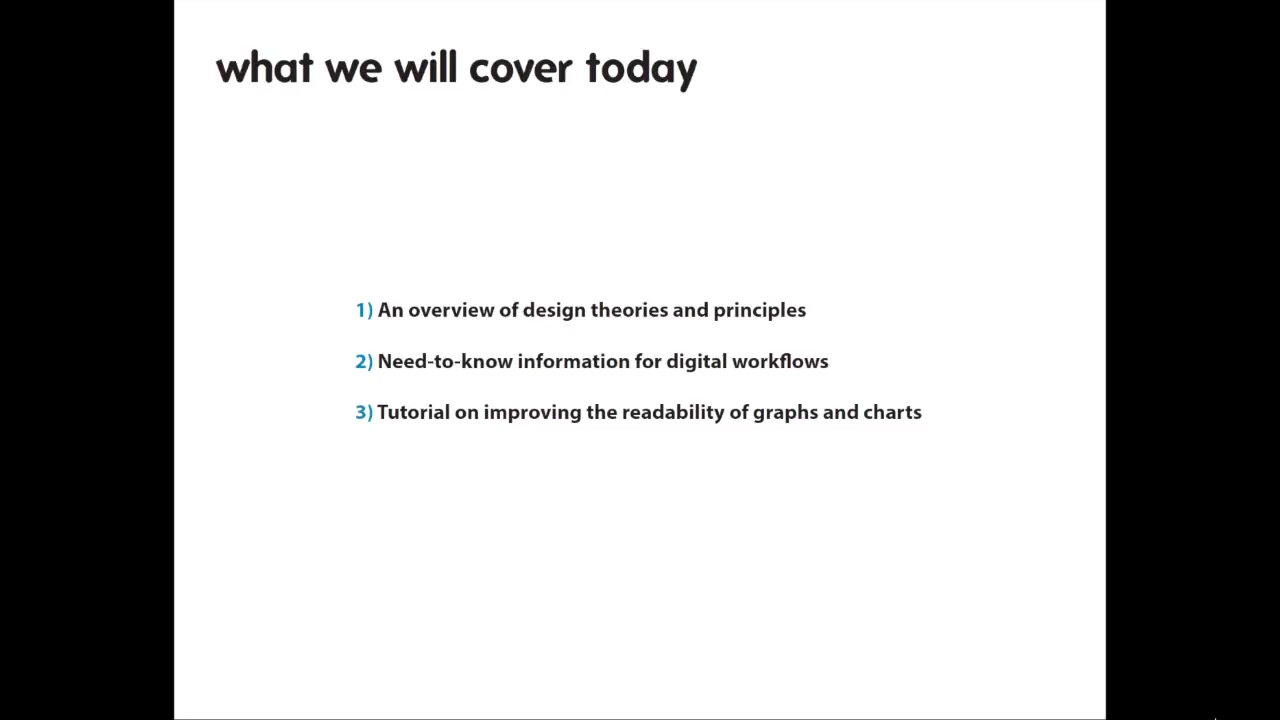 what we will cover today
1) An overview of design theories and principles
2) Need-to-know information for digital workflows
3) Tutorial on improving the readability of graphs and charts